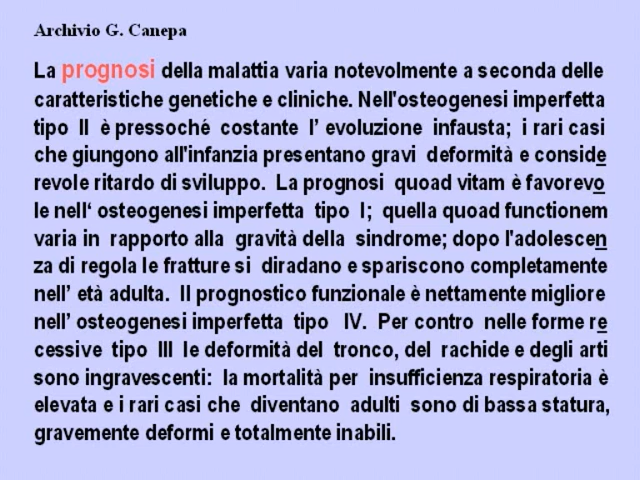 Archivio G. Canepa
La prognosi della malattia varia notevolmente a seconda delle
caratteristiche genetiche e cliniche. Nell'osteogenesi imperfetta
tipo II è pressoché costante l' evoluzione infausta; i rari casi
che giungono all'infanzia presentano gravi deformità e conside
revole ritardo di sviluppo. La prognosi quoad vitam è favorevo
le nell' osteogenesi imperfetta tipo I; quella quoad functionem
varia in rapporto alla gravità della sindrome; dopo l'adolescen
za di regola le fratture si diradano e spariscono completamente
nell' età adulta. Il prognostico funzionale è nettamente migliore
nell' osteogenesi imperfetta tipo IV. Per contro nelle forme re
cessive tipo III le deformità del tronco, del rachide e degli arti
sono ingravescenti: la mortalità per insufficienza respiratoria è
elevata e i rari casi che diventano adulti sono di bassa statura,
gravemente deformi e totalmente inabili.